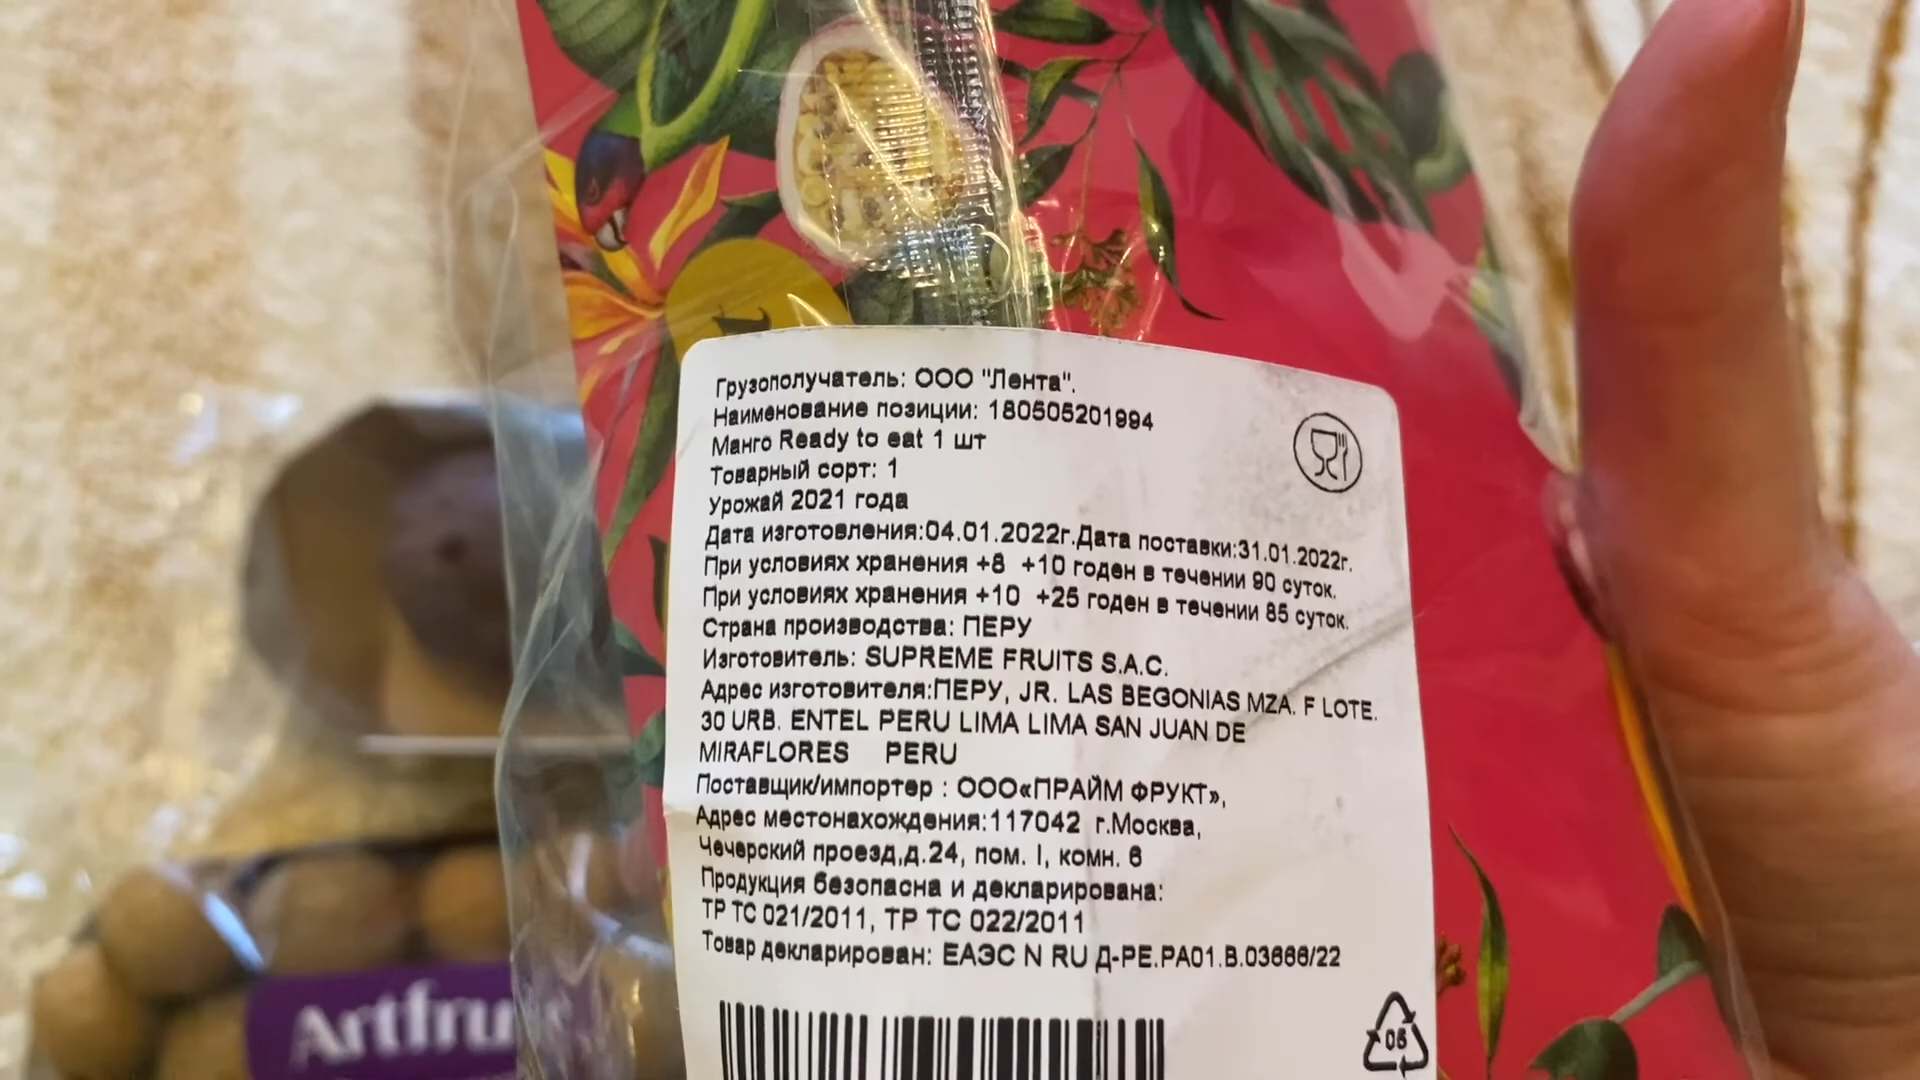 Грузополучатель: ООО "Лента".
Наименование позиции: 180505201994
Манго Ready to eat 1 шт
Товарный сорт: 1
Урожай 2021 года
Дата изготовления:04.01.2022г.Дата поставки:31.01.2022г.
При условиях хранения +8 +10 годен в течении 90 суток.
При условиях хранения +10 +25 годен в течении 85 суток.
Страна производства: ПЕРУ
Изготовитель: SUPREME FRUITS S.A.C.
Адрес изготовителя:ПЕРУ, JR. LAS BEGONIAS MZA. F LOTE.
30 URB. ENTEL PERU LIMA LIMA SAN JUAN DE
MIRAFLORES PERU
Поставщик/импортер : ООО«ПРАЙМ ФРУКТ»,
Адрес местонахождения:117042 г.Москва,
Чечерский проезд,д.24, пом. I, комн. 6
Продукция безопасна и декларирована:
ТР ТС 021/2011, ТР ТС 022/2011
Товар декларирован: ЕАЭС N RU Д-PE.РА01.В.03666/22
05
Artfru